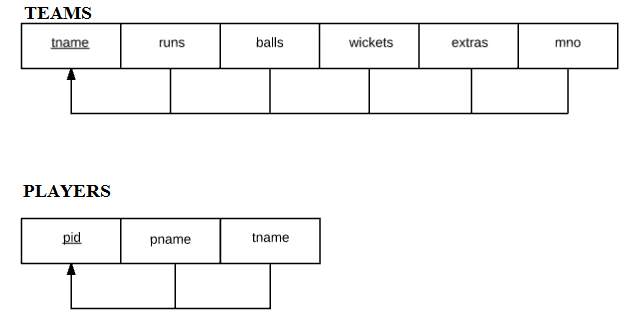 TEAMS
tname runs balls wickets extras mno
PLAYERS
pid pname tname